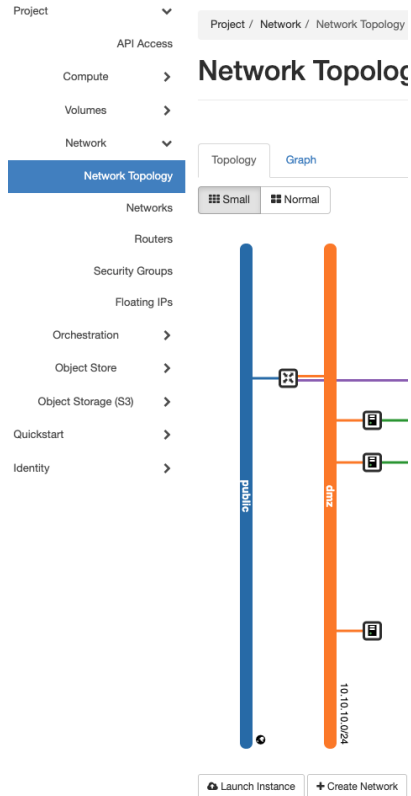 Project
API Access
Compute
Volumes
Network
Network Topology
Networks
Routers
Security Groups
Floating IPs
Orchestration
Object Store
Object Storage (S3)
Quickstart
Identity
Project / Network / Network Topology
Network Topolog
Topology
Graph
Small
Normal
public
dmz
10.10.10.0/24
Launch Instance
+ Create Network